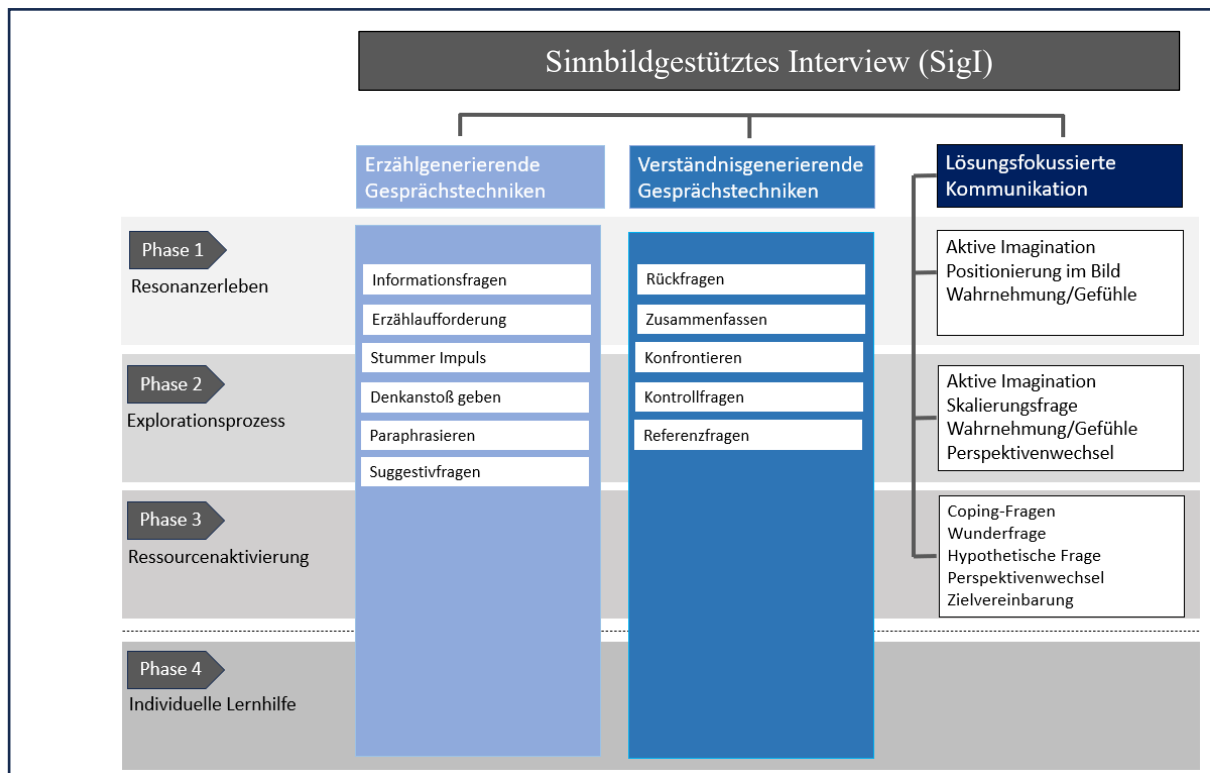 Sinnbildgestütztes Interview (SigI)
Erzählgenerierende
Gesprächstechniken
Verständnisgenerierende
Gesprächstechniken
Lösungsfokussierte
Kommunikation
Phase 1
Resonanzerleben
Informationsfragen
Erzählaufforderung
Stummer Impuls
Denkanstoß geben
Paraphrasieren
Suggestivfragen
Rückfragen
Zusammenfassen
Konfrontieren
Kontrollfragen
Referenzfragen
Aktive Imagination
Positionierung im Bild
Wahrnehmung/Gefühle
Phase 2
Explorationsprozess
Aktive Imagination
Skalierungsfrage
Wahrnehmung/Gefühle
Perspektivenwechsel
Phase 3
Ressourcenaktivierung
Coping-Fragen
Wunderfrage
Hypothetische Frage
Perspektivenwechsel
Zielvereinbarung
Phase 4
Individuelle Lernhilfe